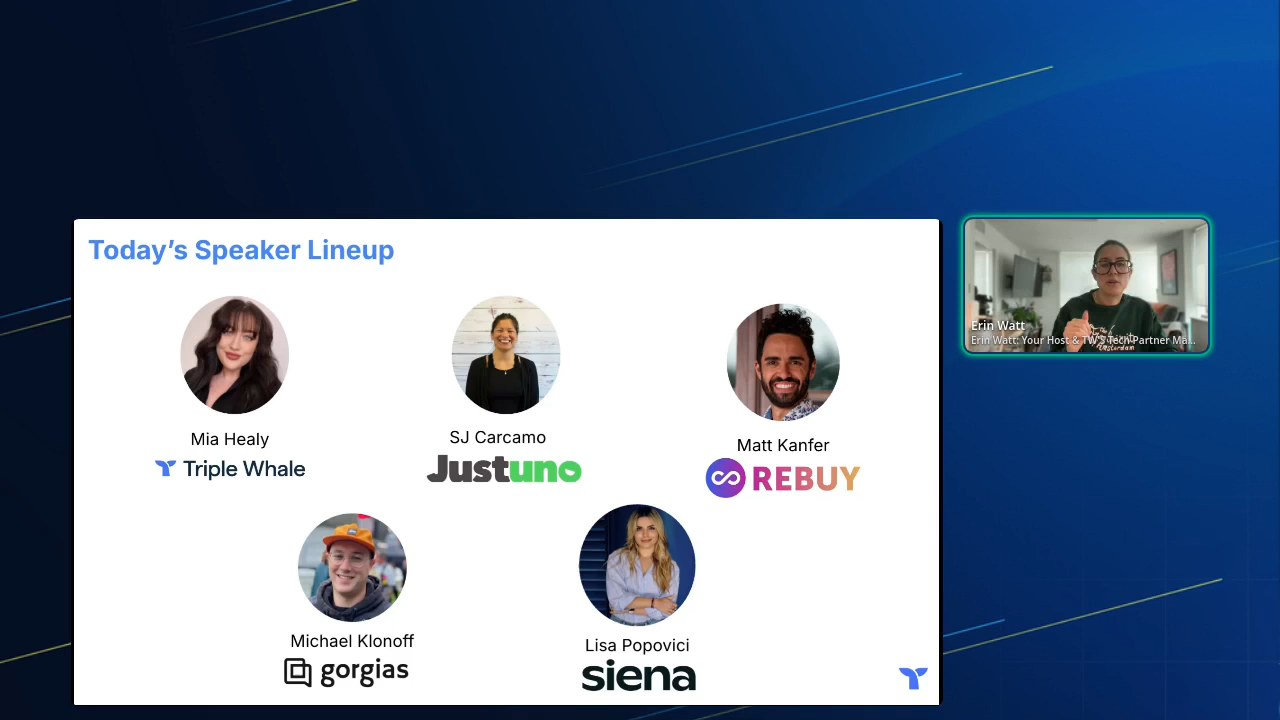 Today's Speaker Lineup
Mia Healy
Triple Whale
SJ Carcamo
Justuno
Matt Kanfer
REBUY
Michael Klonoff
gorgias
Lisa Popovici
siena
Erin Watt
Erin Watt: Your Host & TW'S Tech Partner Mar..